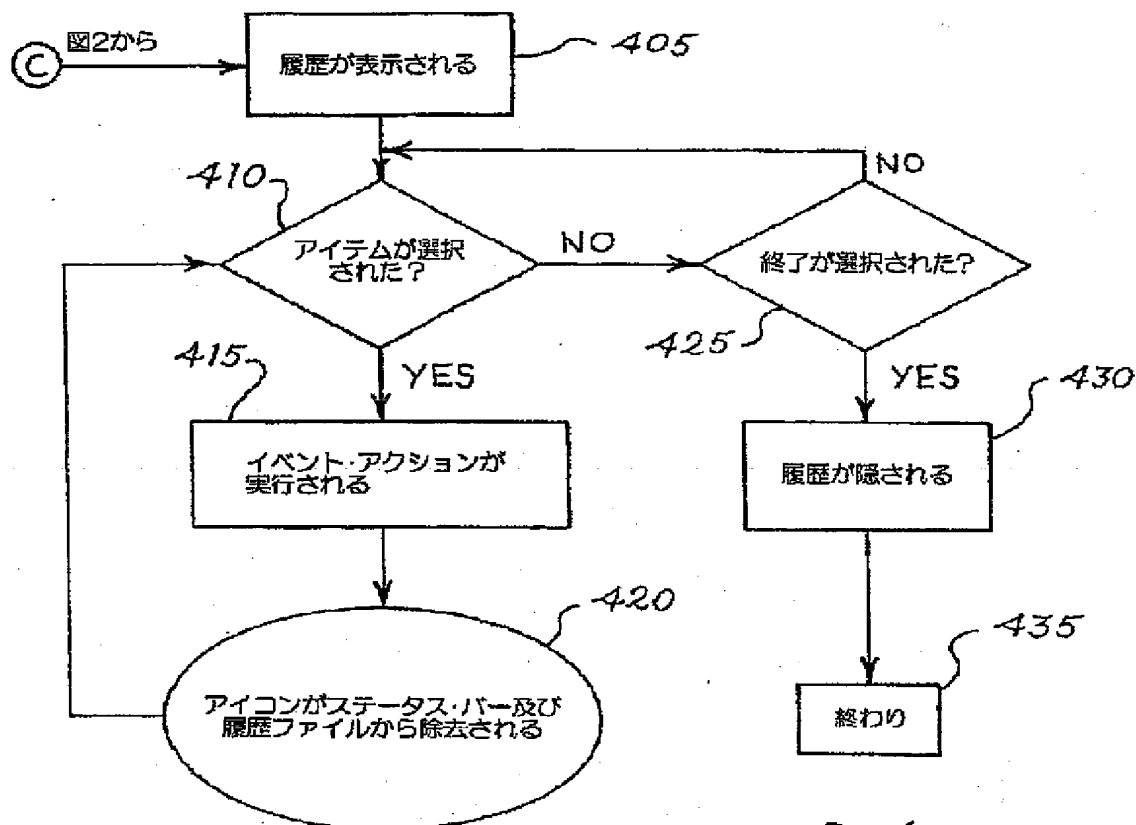 C
図2から
履歴が表示される
405
410
アイテムが選択
された?
NO
終了が選択された?
NO
425
415
YES
YES
430
イベント・アクションが
実行される
履歴が隠される
420
435
アイコンがステータス・バー及び
履歴ファイルから除去される
終わり